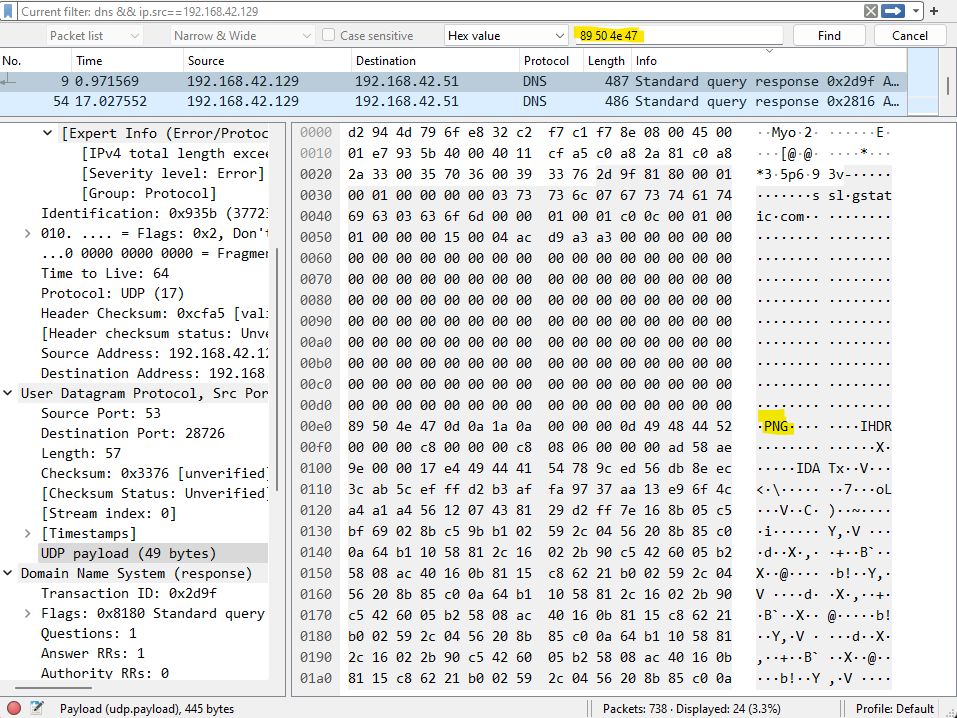 Current filter: dns && ip.src==192.168.42.129
Packet list Narrow & Wide Case sensitive Hex value 89 50 4e 47 Find Cancel
No. Time Source Destination Protocol Length Info
9 0.971569 192.168.42.129 192.168.42.51 DNS 487 Standard query response 0x2d9f A…
54 17.027552 192.168.42.129 192.168.42.51 DNS 486 Standard query response 0x2816 A…
[Expert Info (Error/Protoc
[IPv4 total length excee
[Severity level: Error]
[Group: Protocol]
Identification: 0x935b (3772
010. .... = Flags: 0x2, Don't
...0 0000 0000 0000 = Fragmen
Time to Live: 64
Protocol: UDP (17)
Header Checksum: 0xcfa5 [vali
[Header checksum status: Unve
Source Address: 192.168.42.12
Destination Address: 192.168
User Datagram Protocol, Src Por
Source Port: 53
Destination Port: 28726
Length: 57
Checksum: 0x3376 [unverified]
[Checksum Status: Unverified]
[Stream index: 0]
[Timestamps]
UDP payload (49 bytes)
Domain Name System (response)
Transaction ID: 0x2d9f
Flags: 0x8180 Standard query
Questions: 1
Answer RRs: 1
Authority RRs: 0
0000 d2 94 4d 79 6f e8 32 c2 f7 c1 f7 8e 08 00 45 00 ··Myo·2· ······E·
0010 01 e7 93 5b 40 00 40 11 cf a5 c0 a8 2a 81 c0 a8 ···[@·@· ····*···
0020 2a 33 00 35 70 36 00 39 33 76 2d 9f 81 80 00 01 *3·5p6·9 3v-·····
0030 00 01 00 00 00 00 03 73 73 6c 07 67 73 74 61 74 ·······s sl·gstat
0040 69 63 03 63 6f 6d 00 00 01 00 01 c0 0c 00 01 00 ic·com·· ········
0050 01 00 00 00 15 00 04 ac d9 a3 a3 00 00 00 00 00 ········ ········
0060 00 00 00 00 00 00 00 00 00 00 00 00 00 00 00 00 ········ ········
0070 00 00 00 00 00 00 00 00 00 00 00 00 00 00 00 00 ········ ········
0080 00 00 00 00 00 00 00 00 00 00 00 00 00 00 00 00 ········ ········
0090 00 00 00 00 00 00 00 00 00 00 00 00 00 00 00 00 ········ ········
00a0 00 00 00 00 00 00 00 00 00 00 00 00 00 00 00 00 ········ ········
00b0 00 00 00 00 00 00 00 00 00 00 00 00 00 00 00 00 ········ ········
00c0 00 00 00 00 00 00 00 00 00 00 00 00 00 00 00 00 ········ ········
00d0 00 00 00 00 00 00 00 00 00 00 00 00 00 00 00 00 ········ ········
00e0 89 50 4e 47 0d 0a 1a 0a 00 00 00 0d 49 48 44 52 ·PNG···· ····IHDR
00f0 00 00 00 c8 00 00 00 c8 08 06 00 00 00 ad 58 ae ········ ······X·
0100 9e 00 00 17 e4 49 44 41 54 78 9c ed 56 db 8e ec ·····IDA Tx··V···
0110 3c ab 5c ef ff d2 b3 af fa 97 37 aa 13 e9 6f 4c <·\····· ··7···oL
0120 a4 a1 a4 56 12 07 43 81 29 d2 ff 7e 16 8b 05 c5 ···V··C· )··~····
0130 bf 69 02 8b c5 9b b1 02 59 2c 04 56 20 8b 85 c0 ·i······ Y,·V ···
0140 0a 64 b1 10 58 81 2c 16 02 2b 90 c5 42 60 05 b2 ·d··X·,· ·+··B`··
0150 58 08 ac 40 16 0b 81 15 c8 62 21 b0 02 59 2c 04 X··@···· ·b!··Y,·
0160 56 20 8b 85 c0 0a 64 b1 10 58 81 2c 16 02 2b 90 V ····d· ·X·,··+·
0170 c5 42 60 05 b2 58 08 ac 40 16 0b 81 15 c8 62 21 ·B`··X·· @·····b!
0180 b0 02 59 2c 04 56 20 8b 85 c0 0a 64 b1 10 58 81 ··Y,·V · ···d··X·
0190 2c 16 02 2b 90 c5 42 60 05 b2 58 08 ac 40 16 0b ,··+··B` ··X··@··
01a0 81 15 c8 62 21 b0 02 59 2c 04 56 20 8b 85 c0 0a ···b!··Y ,·V ····
Payload (udp.payload), 445 bytes Packets: 738 · Displayed: 24 (3.3%) Profile: Default